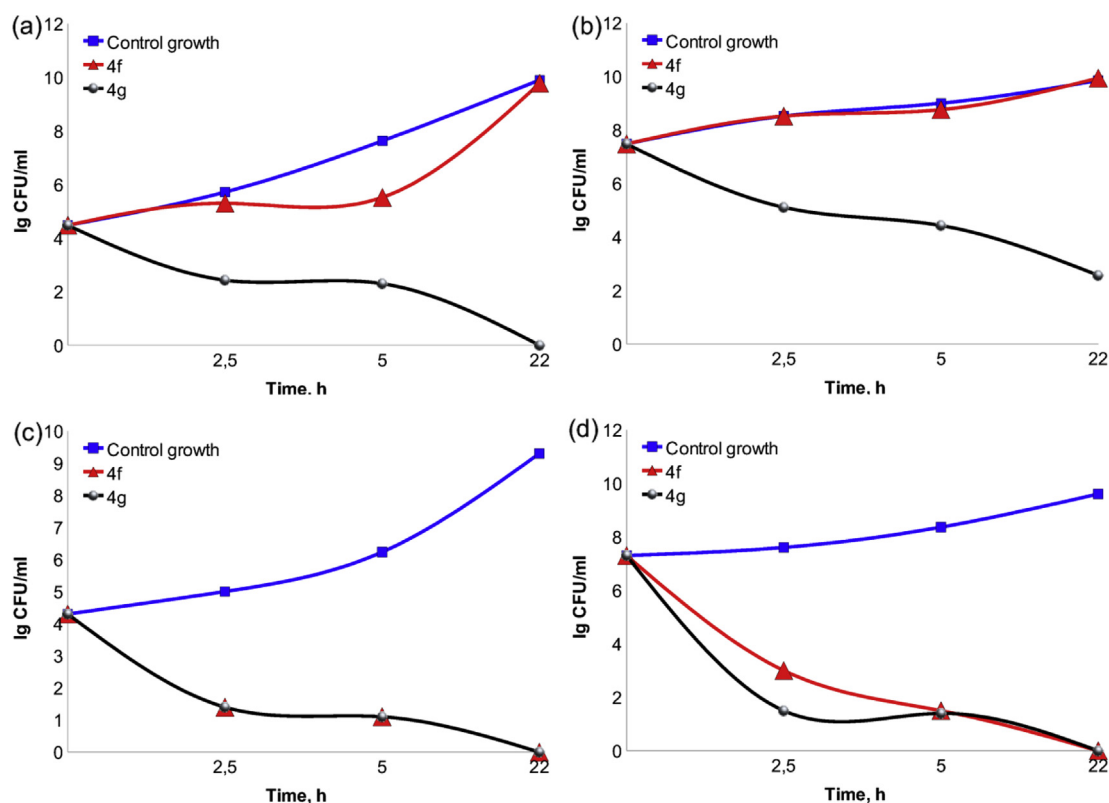 (a)
12
10
8
6
4
2
0
lg CFU/ml
Control growth
4f
4g
2,5
5
22
Time, h
(b)
12
10
8
6
4
2
0
lg CFU/ml
Control growth
4f
4g
2,5
5
22
Time, h
(c)
10
9
8
7
6
5
4
3
2
1
0
lg CFU/ml
Control growth
4f
4g
2,5
5
22
Time, h
(d)
12
10
8
6
4
2
0
lg CFU/ml
Control growth
4f
4g
2,5
5
22
Time, h